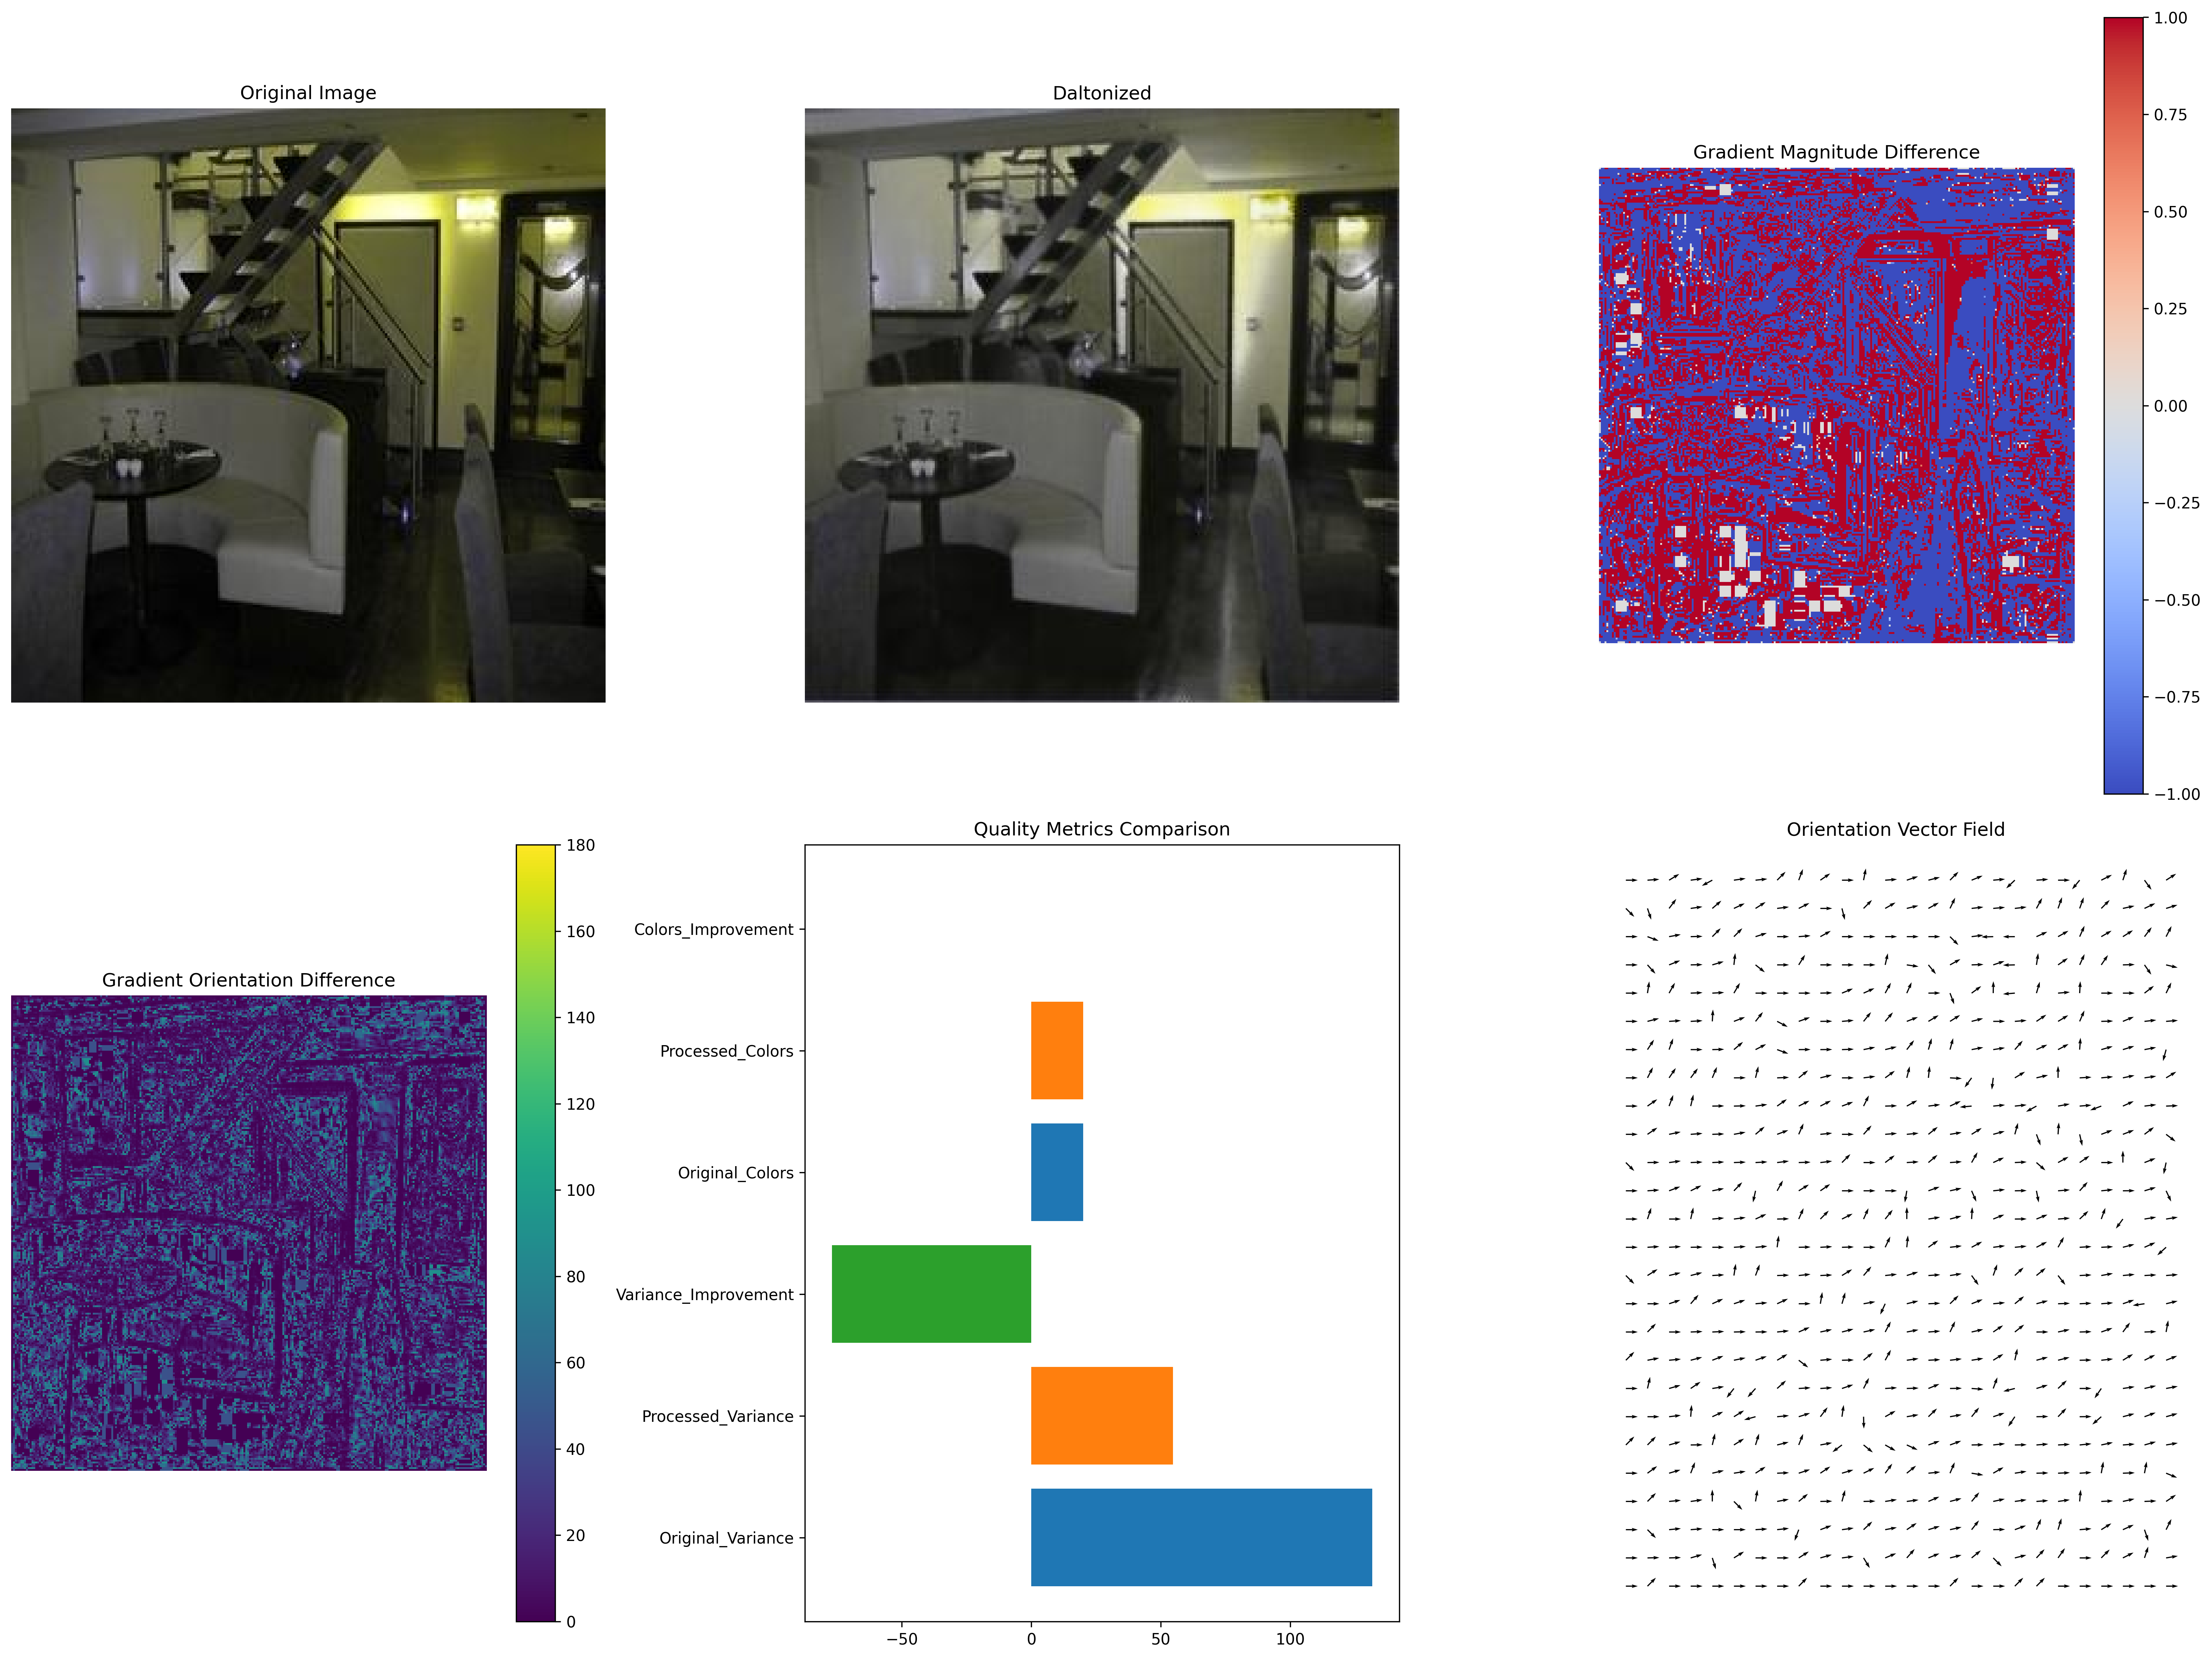 Original Image
Daltonized
Gradient Magnitude Difference
1.00
0.75
0.50
0.25
0.00
−0.25
−0.50
−0.75
−1.00
Gradient Orientation Difference
180
160
140
120
100
80
60
40
20
0
Quality Metrics Comparison
Colors_Improvement
Processed_Colors
Original_Colors
Variance_Improvement
Processed_Variance
Original_Variance
−50
0
50
100
Orientation Vector Field